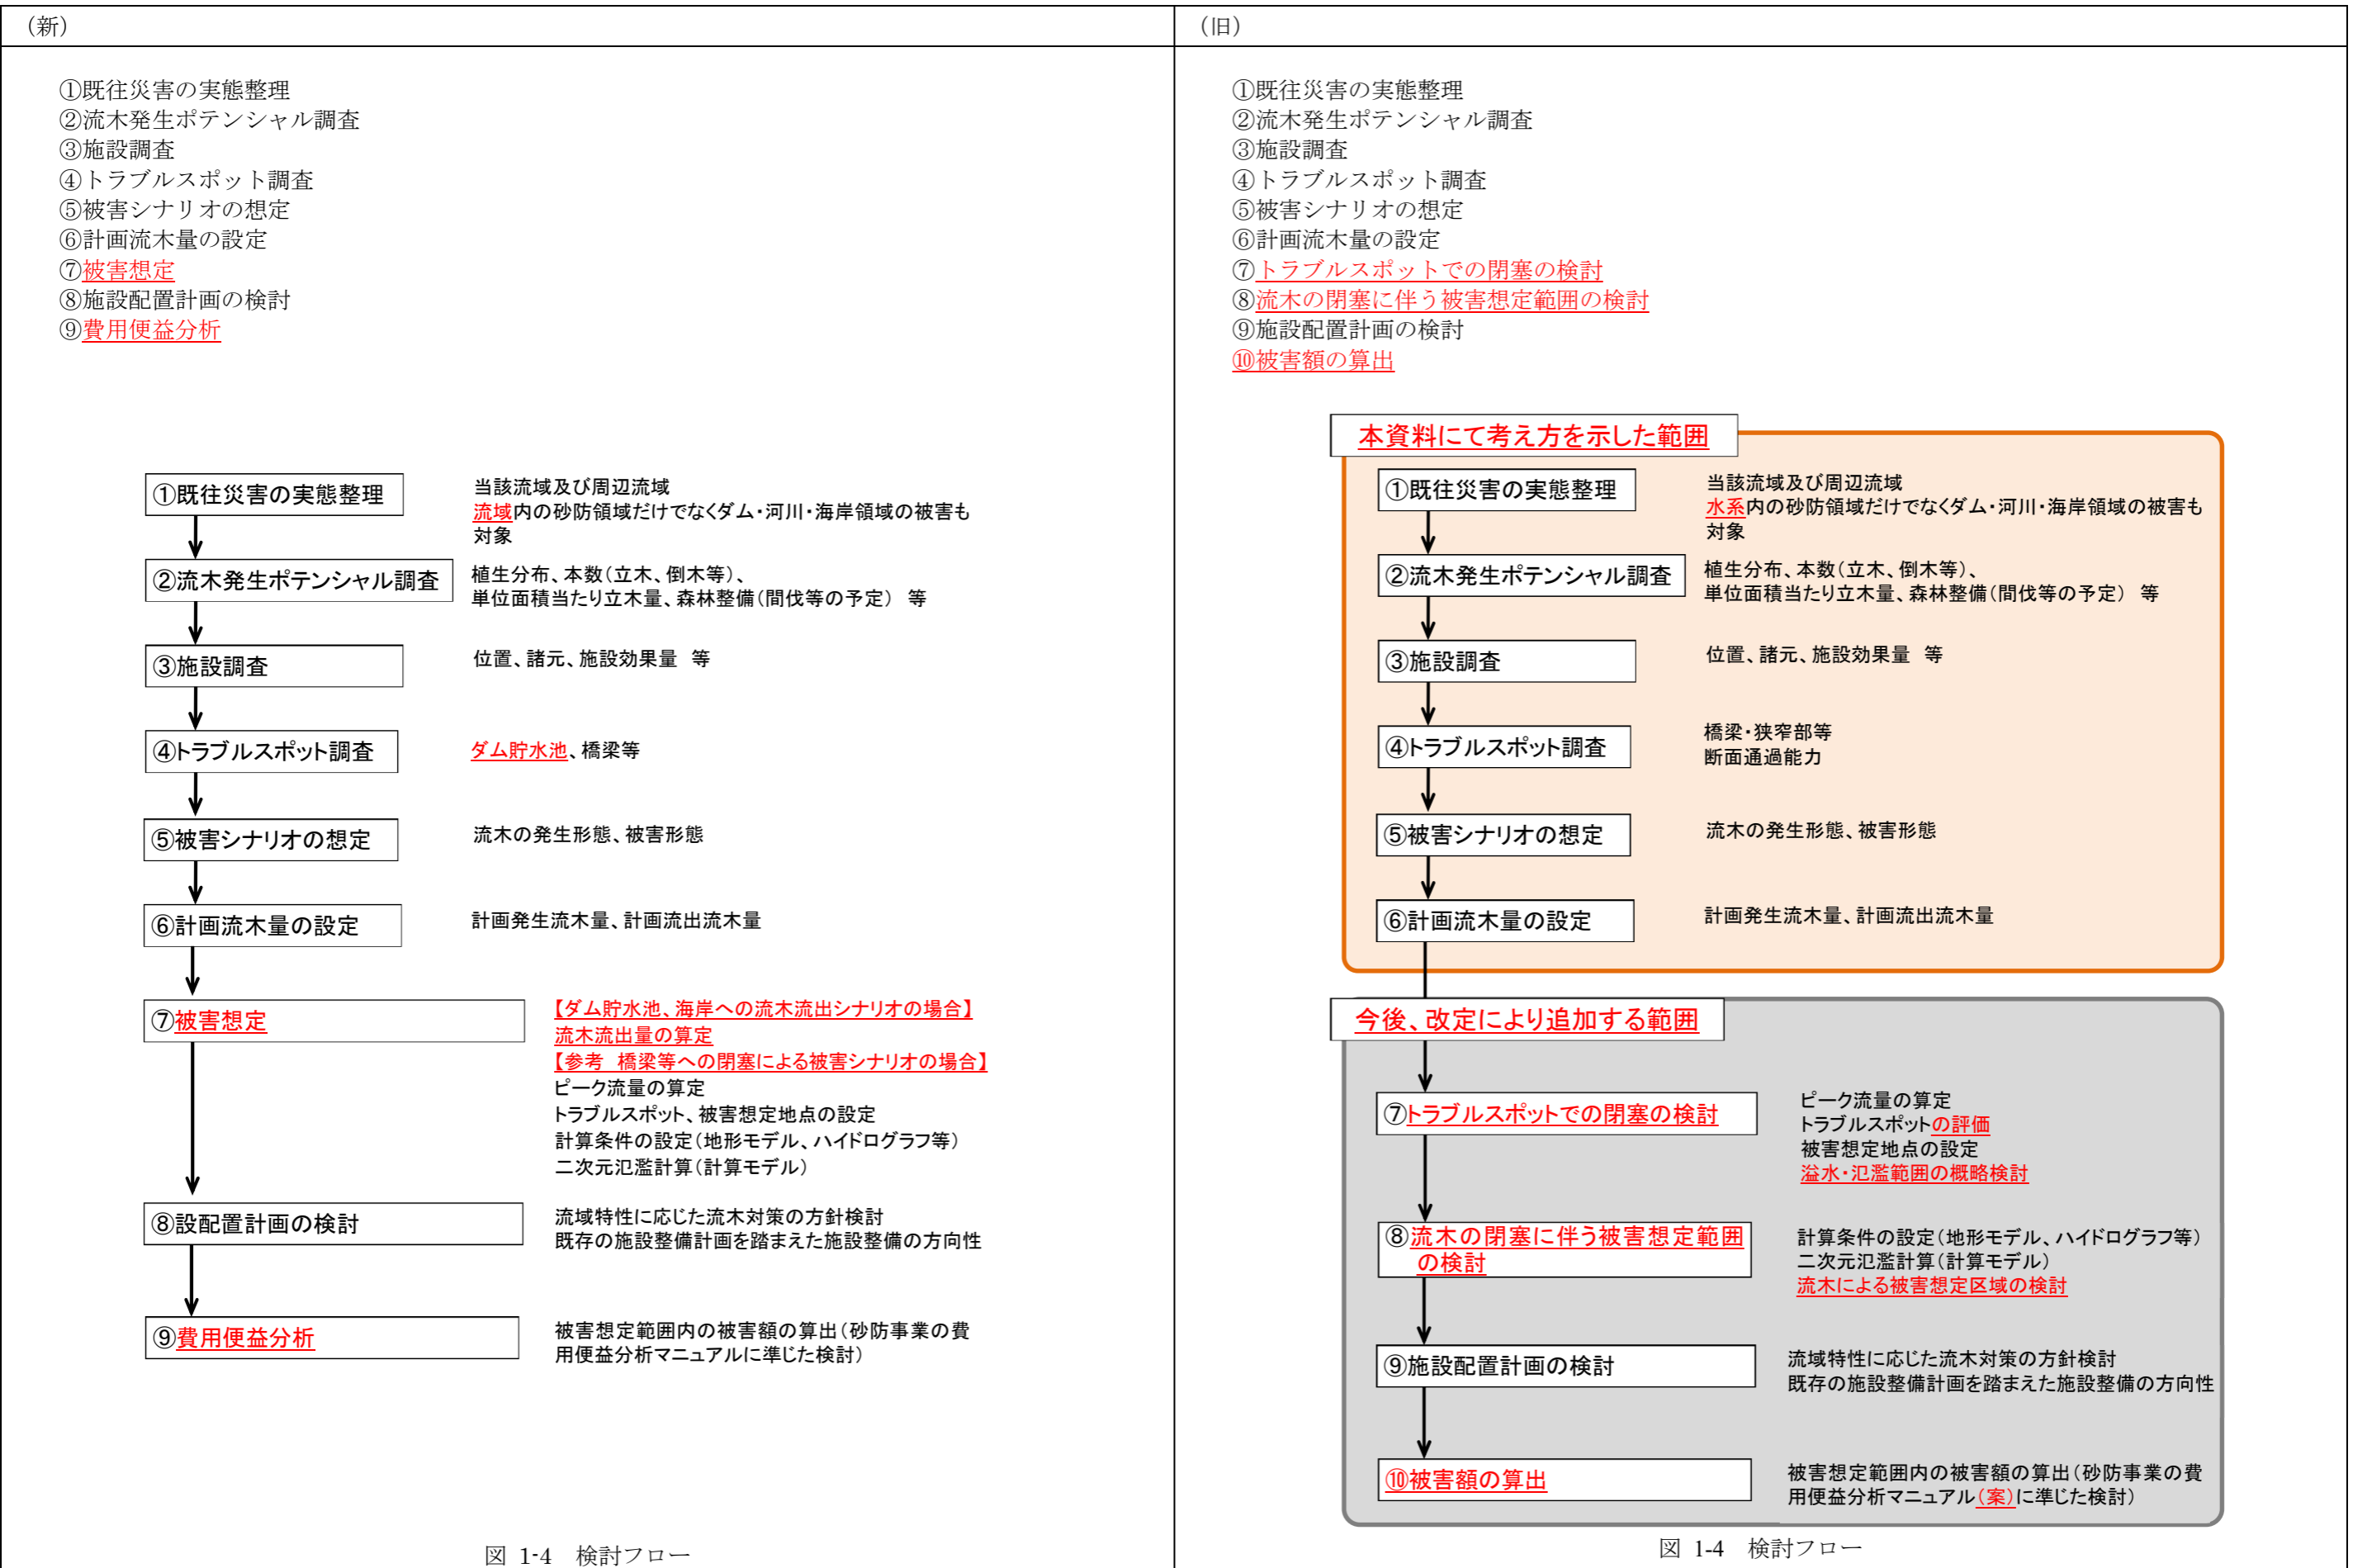 （新）
①既往災害の実態整理
②流木発生ポテンシャル調査
③施設調査
④トラブルスポット調査
⑤被害シナリオの想定
⑥計画流木量の設定
⑦被害想定
⑧施設配置計画の検討
⑨費用便益分析
①既往災害の実態整理
当該流域及び周辺流域
流域内の砂防領域だけでなくダム・河川・海岸領域の被害も
対象
②流木発生ポテンシャル調査
植生分布、本数（立木、倒木等）、
単位面積当たり立木量、森林整備（間伐等の予定）　等
③施設調査
位置、諸元、施設効果量　等
④トラブルスポット調査
ダム貯水池、橋梁等
⑤被害シナリオの想定
流木の発生形態、被害形態
⑥計画流木量の設定
計画発生流木量、計画流出流木量
⑦被害想定
【ダム貯水池、海岸への流木流出シナリオの場合】
流木流出量の算定
【参考　橋梁等への閉塞による被害シナリオの場合】
ピーク流量の算定
トラブルスポット、被害想定地点の設定
計算条件の設定（地形モデル、ハイドログラフ等）
二次元氾濫計算（計算モデル）
⑧設配置計画の検討
流域特性に応じた流木対策の方針検討
既存の施設整備計画を踏まえた施設整備の方向性
⑨費用便益分析
被害想定範囲内の被害額の算出（砂防事業の費
用便益分析マニュアルに準じた検討）
図 1-4　検討フロー
（旧）
①既往災害の実態整理
②流木発生ポテンシャル調査
③施設調査
④トラブルスポット調査
⑤被害シナリオの想定
⑥計画流木量の設定
⑦トラブルスポットでの閉塞の検討
⑧流木の閉塞に伴う被害想定範囲の検討
⑨施設配置計画の検討
⑩被害額の算出
本資料にて考え方を示した範囲
①既往災害の実態整理
当該流域及び周辺流域
水系内の砂防領域だけでなくダム・河川・海岸領域の被害も
対象
②流木発生ポテンシャル調査
植生分布、本数（立木、倒木等）、
単位面積当たり立木量、森林整備（間伐等の予定）　等
③施設調査
位置、諸元、施設効果量　等
④トラブルスポット調査
橋梁・狭窄部等
断面通過能力
⑤被害シナリオの想定
流木の発生形態、被害形態
⑥計画流木量の設定
計画発生流木量、計画流出流木量
今後、改定により追加する範囲
⑦トラブルスポットでの閉塞の検討
ピーク流量の算定
トラブルスポットの評価
被害想定地点の設定
溢水・氾濫範囲の概略検討
⑧流木の閉塞に伴う被害想定範囲
の検討
計算条件の設定（地形モデル、ハイドログラフ等）
二次元氾濫計算（計算モデル）
流木による被害想定区域の検討
⑨施設配置計画の検討
流域特性に応じた流木対策の方針検討
既存の施設整備計画を踏まえた施設整備の方向性
⑩被害額の算出
被害想定範囲内の被害額の算出（砂防事業の費
用便益分析マニュアル（案）に準じた検討）
図 1-4　検討フロー